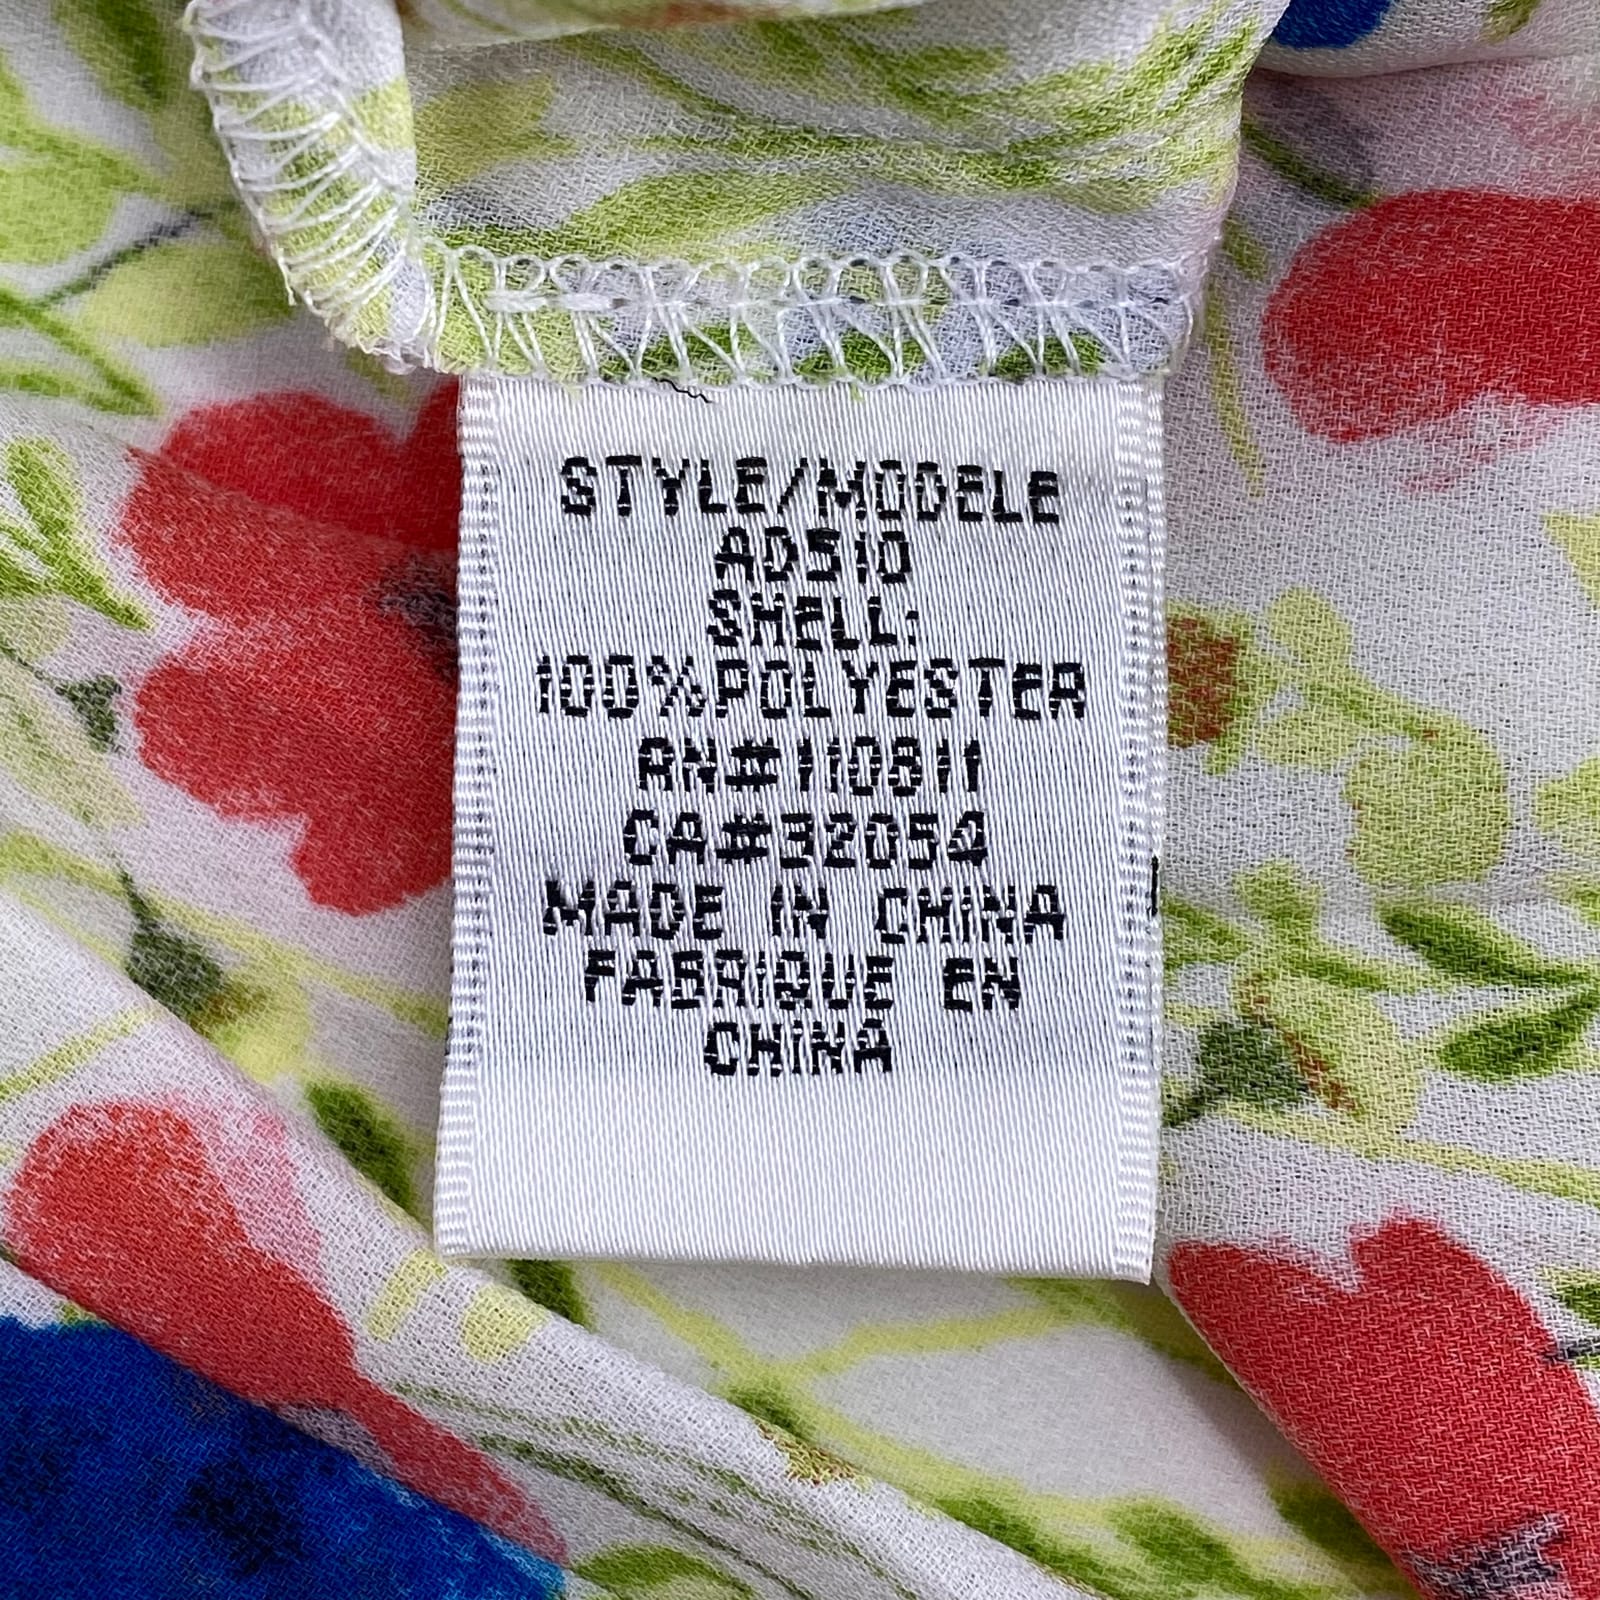 STYLE/MODELE
AD510
SHELL:
100%POLYESTER
RN#110811
CA#32054
MADE IN CHINA
FABRIQUE EN
CHINA